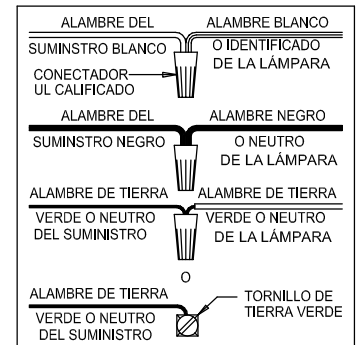 ALAMBRE DEL ALAMBRE BLANCO
SUMINSTRO BLANCO O IDENTIFICADO
DE LA LÁMPARA
CONECTADOR
UL CALIFICADO
ALAMBRE DEL ALAMBRE NEGRO
SUMINSTRO NEGRO O NEUTRO
DE LA LÁMPARA
ALAMBRE DE TIERRA ALAMBRE DE TIERRA
VERDE O NEUTRO VERDE O NEUTRO
DEL SUMINISTRO DE LA LÁMPARA
O
ALAMBRE DE TIERRA TORNILLO DE
VERDE O NEUTRO TIERRA VERDE
DEL SUMINISTRO